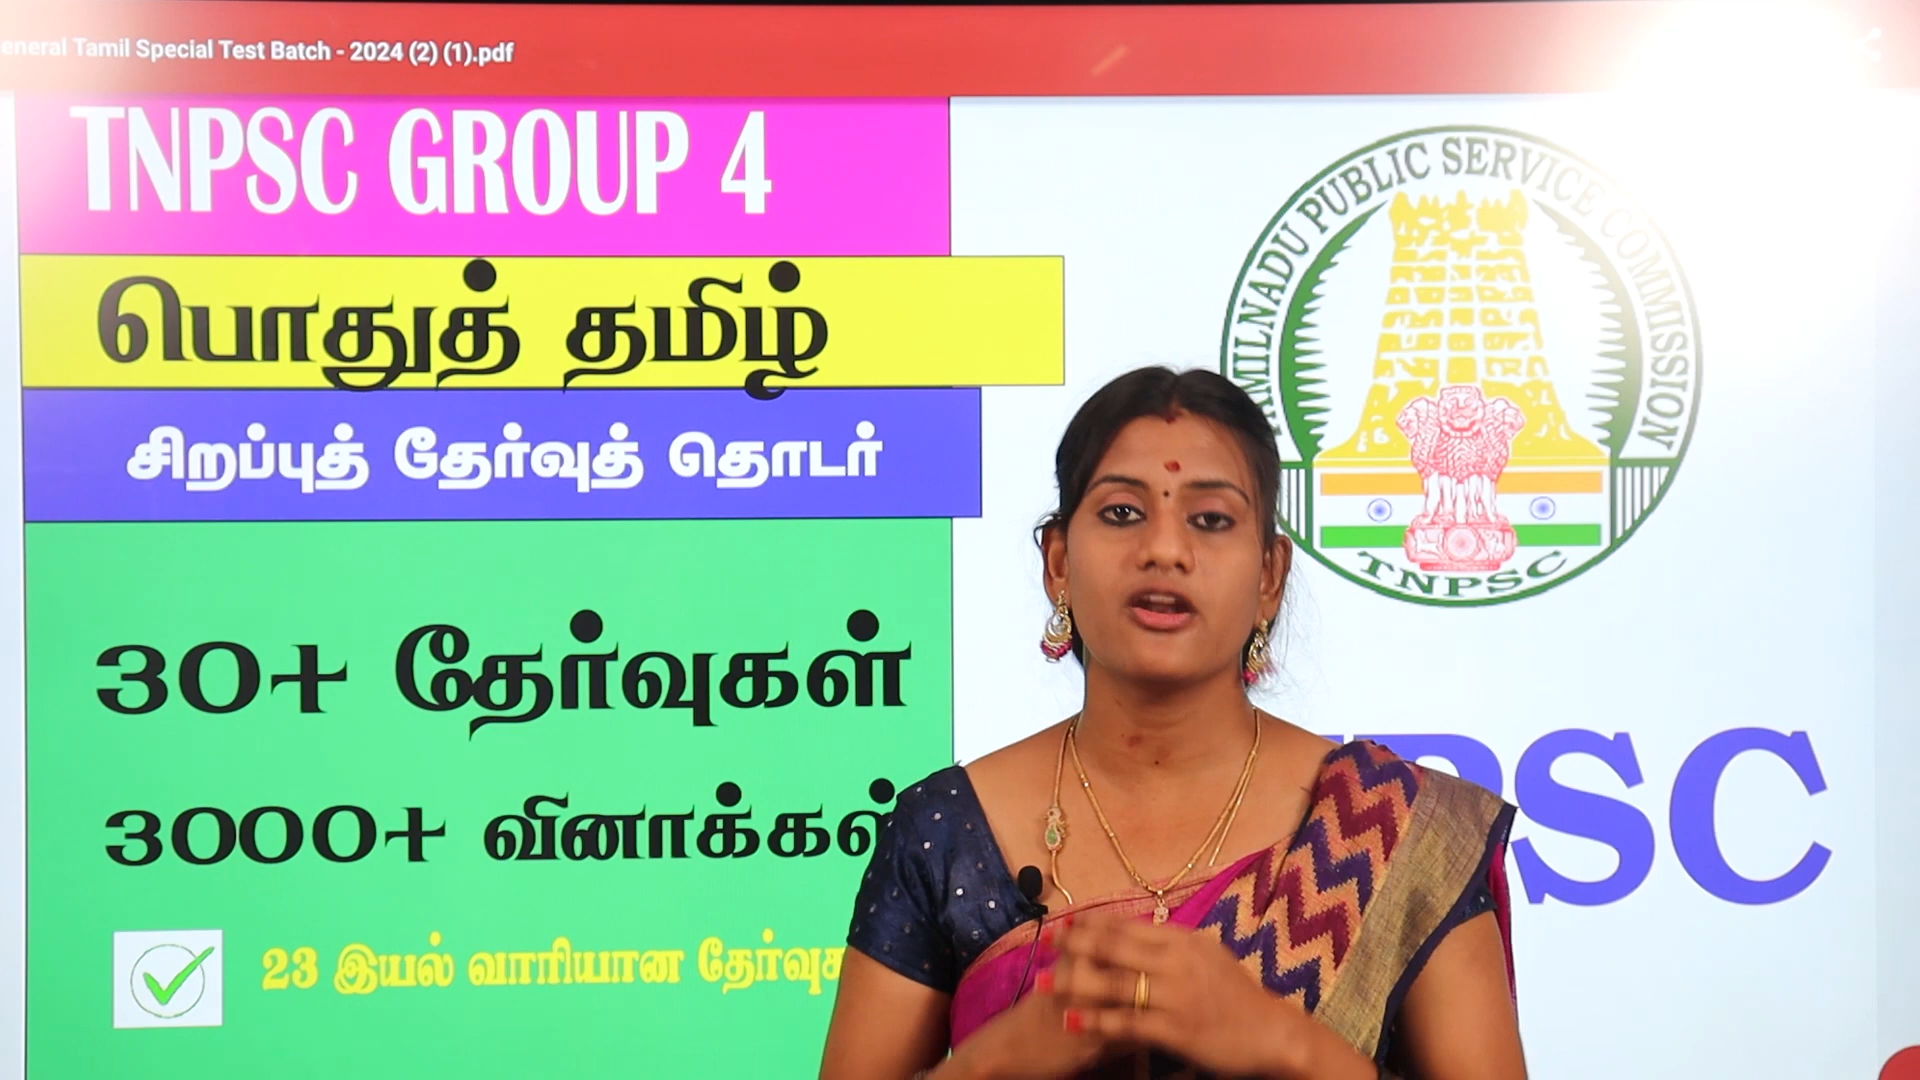 General Tamil Special Test Batch - 2024 (2) (1).pdf
TNPSC GROUP 4
பொதுத் தமிழ்
சிறப்புத் தேர்வுத் தொடர்
30+ தேர்வுகள்
3000+ வினாக்கள்
23 இயல் வாரியான
TAMILNADU PUBLIC SERVICE COMMISSION
TNPSC